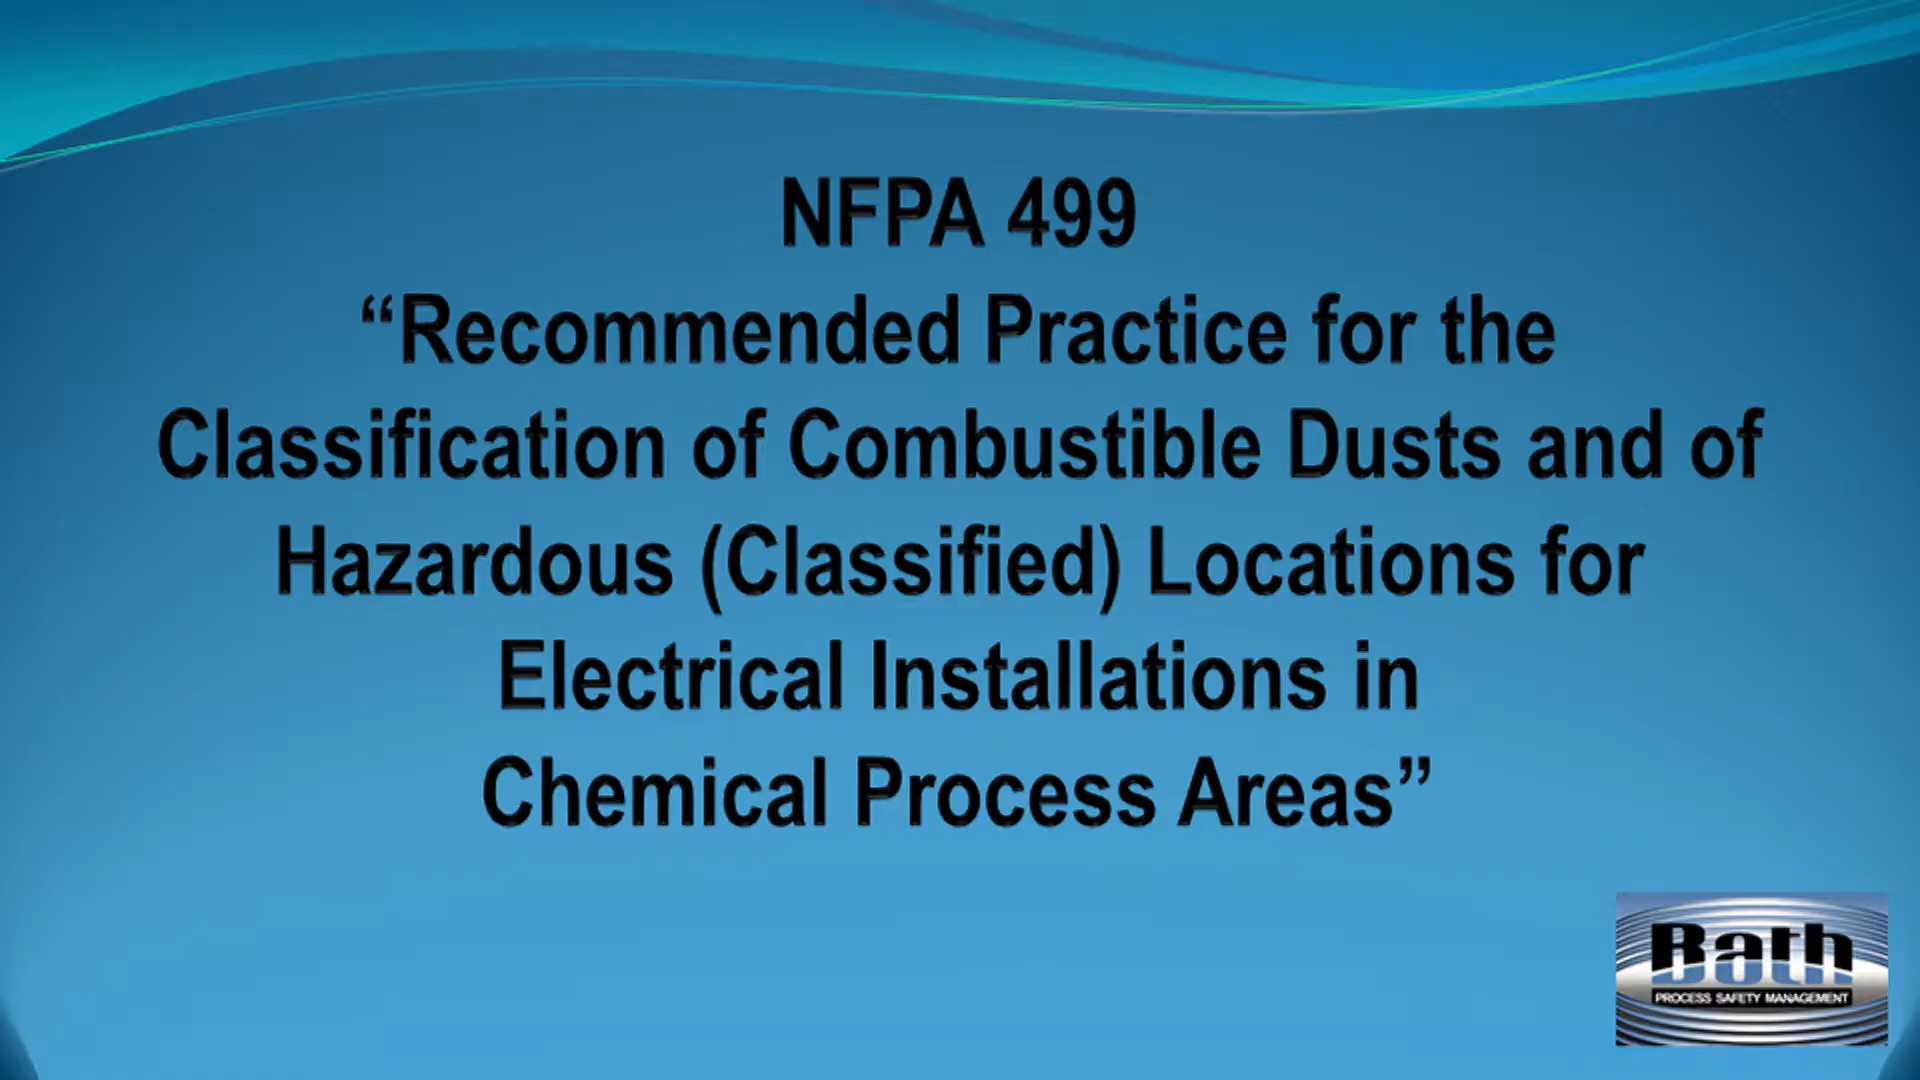 NFPA 499
“Recommended Practice for the
Classification of Combustible Dusts and of
Hazardous (Classified) Locations for
Electrical Installations in
Chemical Process Areas”
Bath
PROCESS SAFETY MANAGEMENT